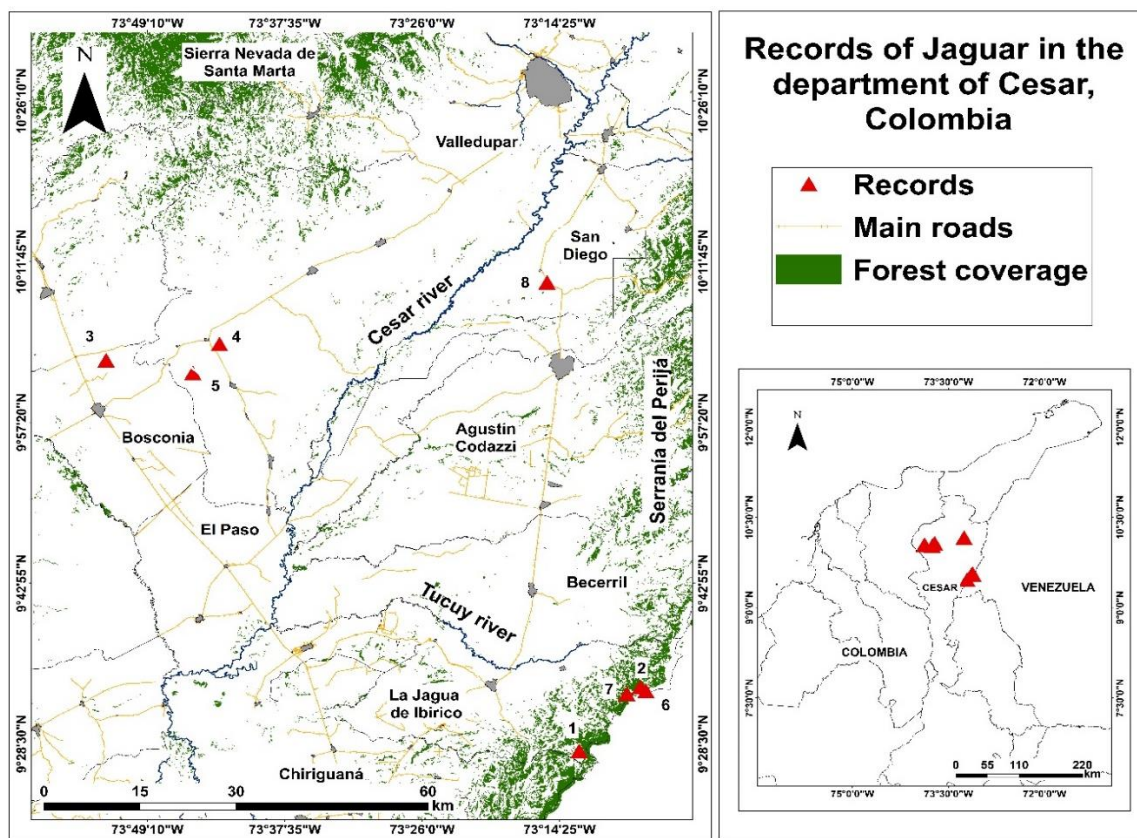 73°49'10"W 73°37'35"W 73°26'0"W 73°14'25"W
N
Sierra Nevada de
Santa Marta
Valledupar
10°26'10"N
10°26'10"N
San
Diego
10°11'45"N
10°11'45"N
8
Cesar river
3
4
5
Serranía del Perijá
9°57'20"N
9°57'20"N
Bosconia
Agustín
Codazzi
El Paso
Becerril
9°42'55"N
9°42'55"N
Tucuy river
2
7
6
La Jagua
de Ibirico
1
9°28'30"N
9°28'30"N
Chiriguaná
0 15 30 60
km
73°49'10"W 73°37'35"W 73°26'0"W 73°14'25"W
Records of Jaguar in the
department of Cesar,
Colombia
Records
Main roads
Forest coverage
75°0'0"W 73°30'0"W 72°0'0"W
N
12°0'0"N
12°0'0"N
10°30'0"N
10°30'0"N
CESAR
VENEZUELA
9°0'0"N
9°0'0"N
COLOMBIA
7°30'0"N
7°30'0"N
0 55 110 220
km
75°0'0"W 73°30'0"W 72°0'0"W